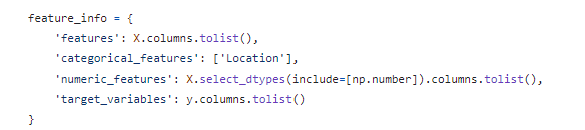 feature_info = {
    'features': X.columns.tolist(),
    'categorical_features': ['Location'],
    'numeric_features': X.select_dtypes(include=[np.number]).columns.tolist(),
    'target_variables': y.columns.tolist()
}